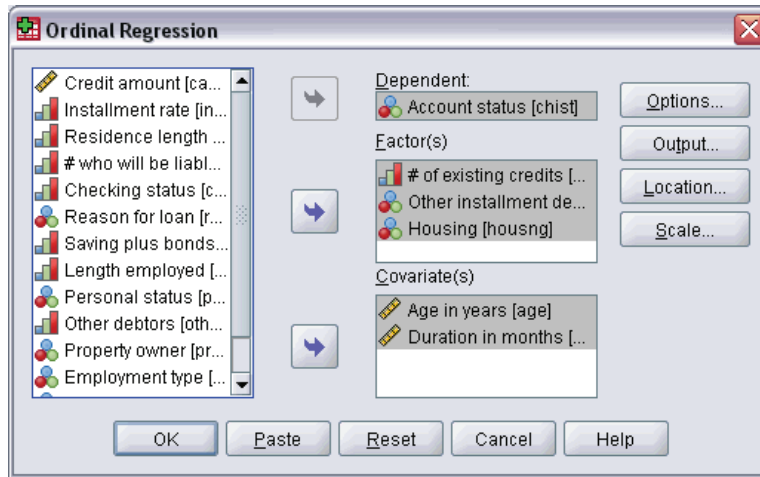 Ordinal Regression
Credit amount [ca...
Installment rate [in...
Residence length ...
# who will be liabl...
Checking status [c...
Reason for loan [r...
Saving plus bonds...
Length employed [...
Personal status [p...
Other debtors [oth...
Property owner [pr...
Employment type [...
Dependent:
Account status [chist]
Factor(s)
# of existing credits [...
Other installment de...
Housing [housng]
Covariate(s)
Age in years [age]
Duration in months [...
Options...
Output...
Location...
Scale...
OK
Paste
Reset
Cancel
Help